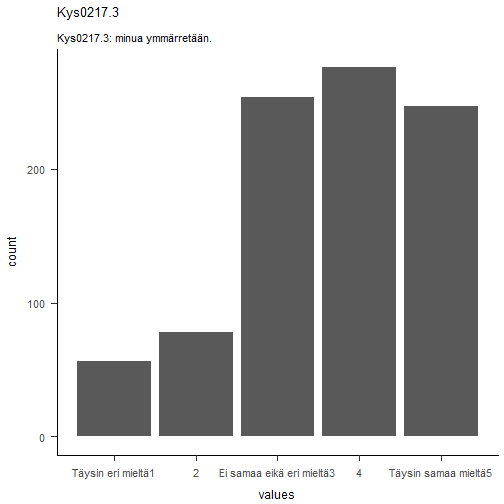 Kys0217.3
Kys0217.3: minua ymmärretään.
count
200
100
0
Täysin eri mieltä1 2 Ei samaa eikä eri mieltä3 4 Täysin samaa mieltä5
values